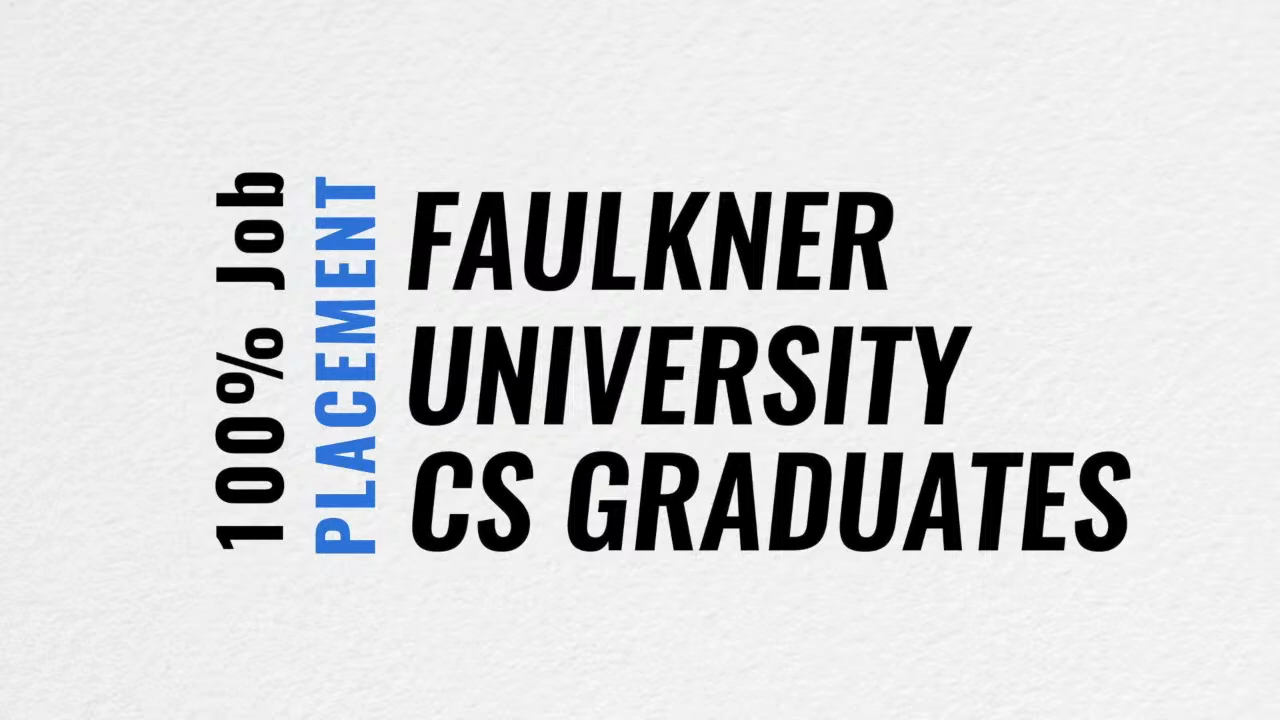 100% Job
PLACEMENT
FAULKNER
UNIVERSITY
CS GRADUATES